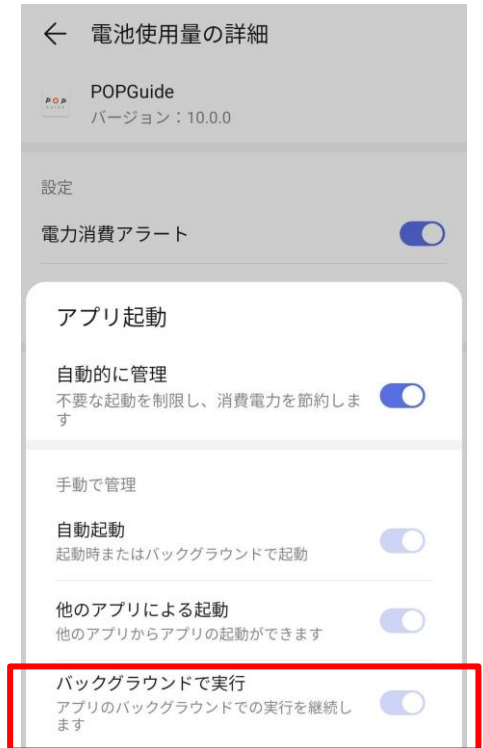 電池使用量の詳細
POPGuide
POP
バージョン：10.0.0
設定
電力消費アラート
アプリ起動
自動的に管理
不要な起動を制限し、消費電力を節約しま
す
手動で管理
自動起動
起動時またはバックグラウンドで起動
他のアプリによる起動
他のアプリからアプリの起動ができます
バックグラウンドで実行
アプリのバックグラウンドでの実行を継続し
ます